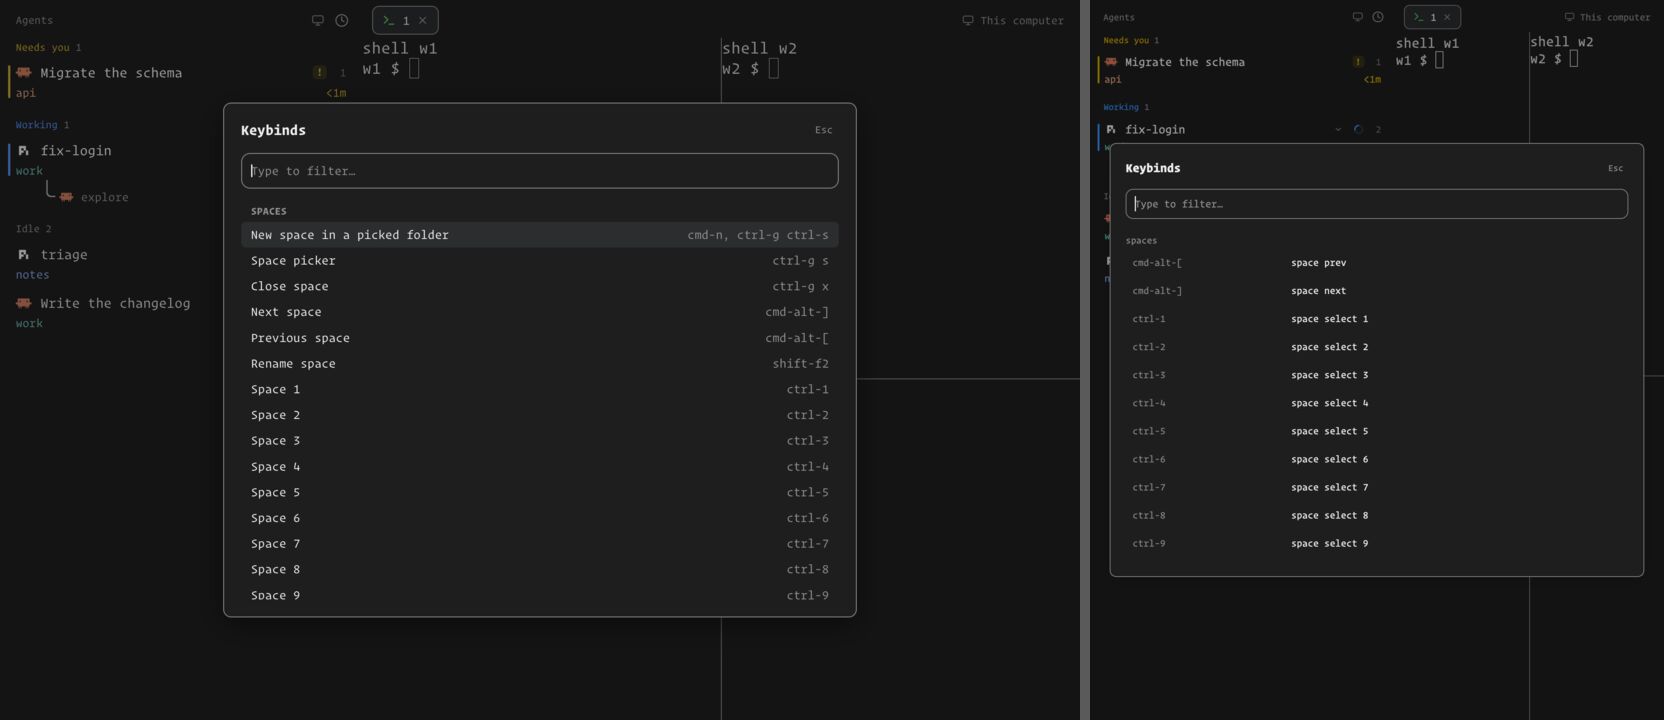 Agents
1
This computer
Needs you 1
Migrate the schema
! 1
api
<1m
Working 1
fix-login
work
explore
Idle 2
triage
notes
Write the changelog
work
shell w1
w1 $
shell w2
w2 $
Keybinds
Esc
Type to filter…
SPACES
New space in a picked folder cmd-n, ctrl-g ctrl-s
Space picker ctrl-g s
Close space ctrl-g x
Next space cmd-alt-]
Previous space cmd-alt-[
Rename space shift-f2
Space 1 ctrl-1
Space 2 ctrl-2
Space 3 ctrl-3
Space 4 ctrl-4
Space 5 ctrl-5
Space 6 ctrl-6
Space 7 ctrl-7
Space 8 ctrl-8
Space 9 ctrl-9
Agents
1
This computer
Needs you 1
Migrate the schema
! 1
api
<1m
Working 1
fix-login
2
shell w1
w1 $
shell w2
w2 $
Keybinds
Esc
Type to filter…
spaces
cmd-alt-[ space prev
cmd-alt-] space next
ctrl-1 space select 1
ctrl-2 space select 2
ctrl-3 space select 3
ctrl-4 space select 4
ctrl-5 space select 5
ctrl-6 space select 6
ctrl-7 space select 7
ctrl-8 space select 8
ctrl-9 space select 9